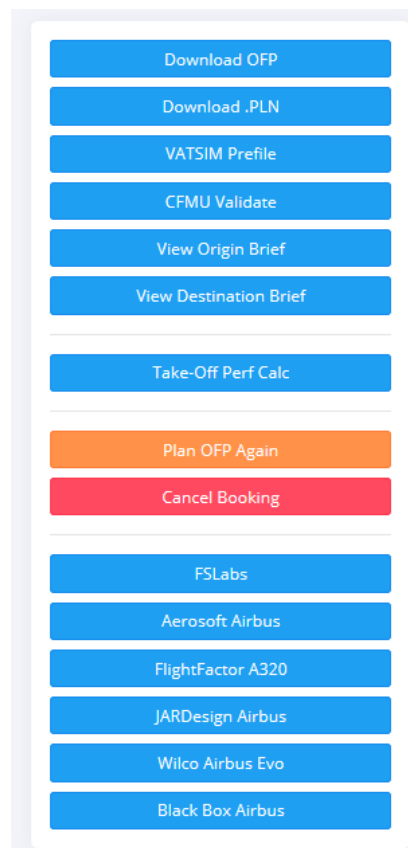 Download OFP
Download .PLN
VATSIM Prefile
CFMU Validate
View Origin Brief
View Destination Brief
Take-Off Perf Calc
Plan OFP Again
Cancel Booking
FSLabs
Aerosoft Airbus
FlightFactor A320
JARDesign Airbus
Wilco Airbus Evo
Black Box Airbus